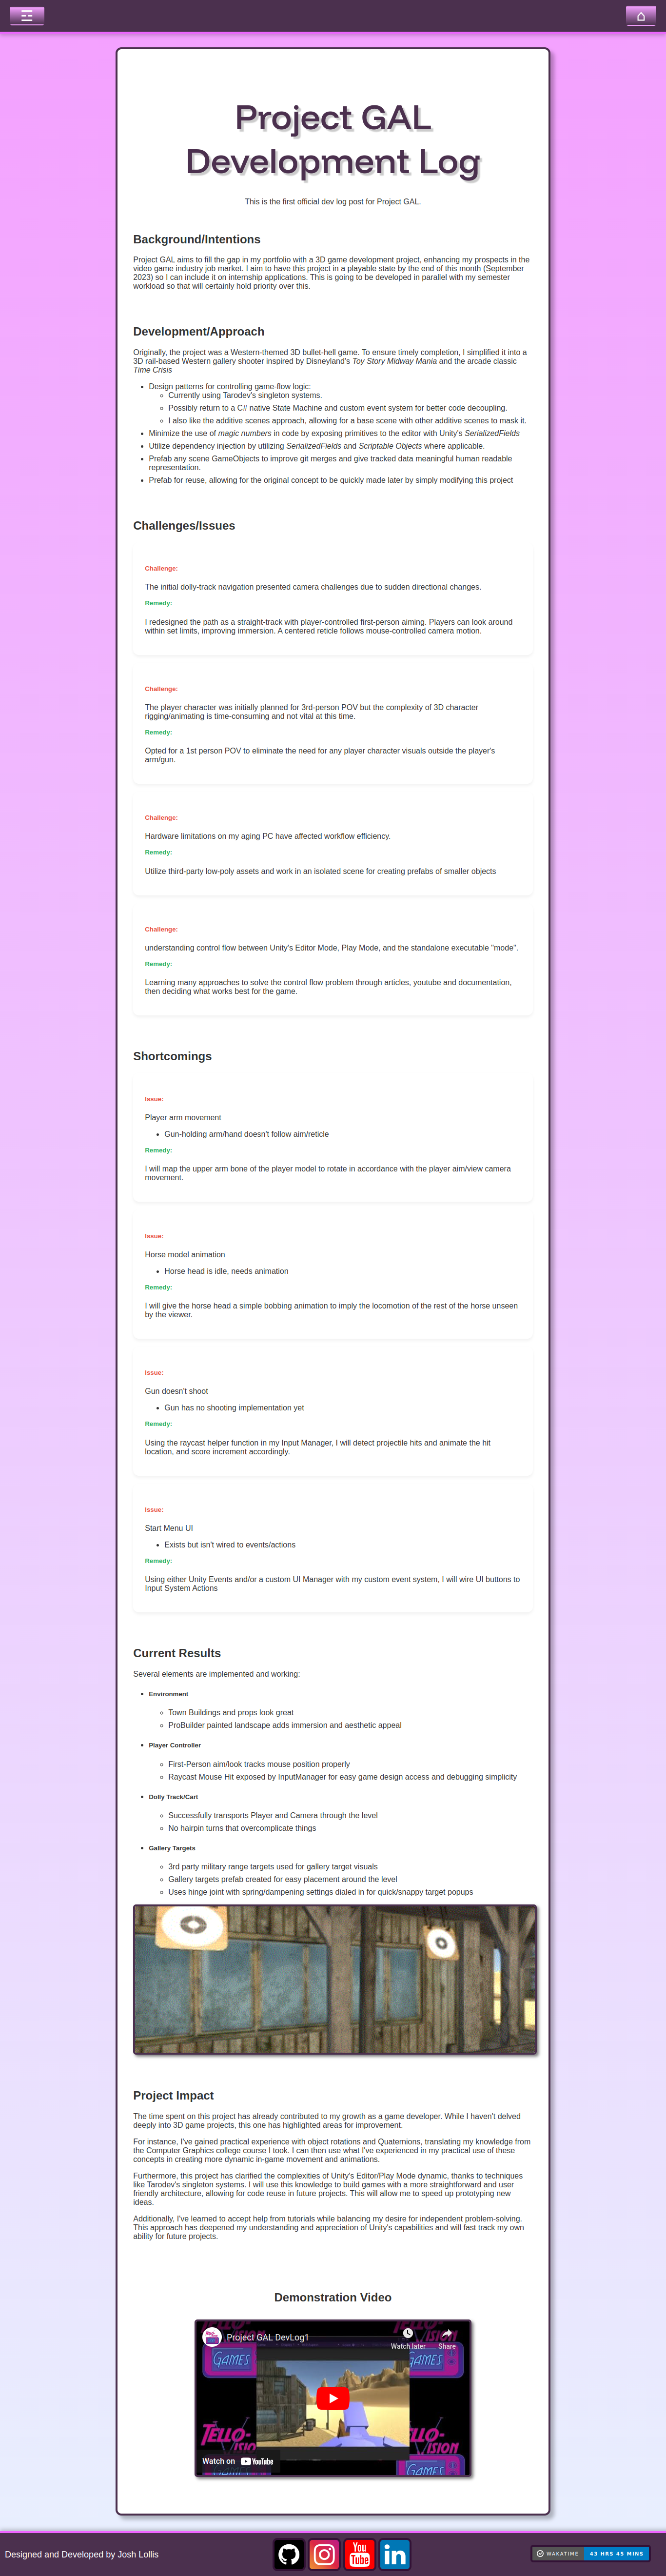 Project GAL
Development Log
This is the first official dev log post for Project GAL.
Background/Intentions
Project GAL aims to fill the gap in my portfolio with a 3D game development project, enhancing my prospects in the
video game industry job market. I aim to have this project in a playable state by the end of this month (September
2023) so I can include it on internship applications. This is going to be developed in parallel with my semester
workload so that will certainly hold priority over this.
Development/Approach
Originally, the project was a Western-themed 3D bullet-hell game. To ensure timely completion, I simplified it into a
3D rail-based Western gallery shooter inspired by Disneyland's Toy Story Midway Mania and the arcade classic
Time Crisis
Design patterns for controlling game-flow logic:
Currently using Tarodev's singleton systems.
Possibly return to a C# native State Machine and custom event system for better code decoupling.
I also like the additive scenes approach, allowing for a base scene with other additive scenes to mask it.
Minimize the use of magic numbers in code by exposing primitives to the editor with Unity's SerializedFields
Utilize dependency injection by utilizing SerializedFields and Scriptable Objects where applicable.
Prefab any scene GameObjects to improve git merges and give tracked data meaningful human readable
representation.
Prefab for reuse, allowing for the original concept to be quickly made later by simply modifying this project
Challenges/Issues
Challenge:
The initial dolly-track navigation presented camera challenges due to sudden directional changes.
Remedy:
I redesigned the path as a straight-track with player-controlled first-person aiming. Players can look around
within set limits, improving immersion. A centered reticle follows mouse-controlled camera motion.
Challenge:
The player character was initially planned for 3rd-person POV but the complexity of 3D character
rigging/animating is time-consuming and not vital at this time.
Remedy:
Opted for a 1st person POV to eliminate the need for any player character visuals outside the player's
arm/gun.
Challenge:
Hardware limitations on my aging PC have affected workflow efficiency.
Remedy:
Utilize third-party low-poly assets and work in an isolated scene for creating prefabs of smaller objects
Challenge:
understanding control flow between Unity's Editor Mode, Play Mode, and the standalone executable "mode".
Remedy:
Learning many approaches to solve the control flow problem through articles, youtube and documentation,
then deciding what works best for the game.
Shortcomings
Issue:
Player arm movement
Gun-holding arm/hand doesn't follow aim/reticle
Remedy:
I will map the upper arm bone of the player model to rotate in accordance with the player aim/view camera
movement.
Issue:
Horse model animation
Horse head is idle, needs animation
Remedy:
I will give the horse head a simple bobbing animation to imply the locomotion of the rest of the horse unseen
by the viewer.
Issue:
Gun doesn't shoot
Gun has no shooting implementation yet
Remedy:
Using the raycast helper function in my Input Manager, I will detect projectile hits and animate the hit
location, and score increment accordingly.
Issue:
Start Menu UI
Exists but isn't wired to events/actions
Remedy:
Using either Unity Events and/or a custom UI Manager with my custom event system, I will wire UI buttons to
Input System Actions
Current Results
Several elements are implemented and working:
Environment
Town Buildings and props look great
ProBuilder painted landscape adds immersion and aesthetic appeal
Player Controller
First-Person aim/look tracks mouse position properly
Raycast Mouse Hit exposed by InputManager for easy game design access and debugging simplicity
Dolly Track/Cart
Successfully transports Player and Camera through the level
No hairpin turns that overcomplicate things
Gallery Targets
3rd party military range targets used for gallery target visuals
Gallery targets prefab created for easy placement around the level
Uses hinge joint with spring/dampening settings dialed in for quick/snappy target popups
Project Impact
The time spent on this project has already contributed to my growth as a game developer. While I haven't delved
deeply into 3D game projects, this one has highlighted areas for improvement.
For instance, I've gained practical experience with object rotations and Quaternions, translating my knowledge from
the Computer Graphics college course I took. I can then use what I've experienced in my practical use of these
concepts in creating more dynamic in-game movement and animations.
Furthermore, this project has clarified the complexities of Unity's Editor/Play Mode dynamic, thanks to techniques
like Tarodev's singleton systems. I will use this knowledge to build games with a more straightforward and user
friendly architecture, allowing for code reuse in future projects. This will allow me to speed up prototyping new
ideas.
Additionally, I've learned to accept help from tutorials while balancing my desire for independent problem-solving.
This approach has deepened my understanding and appreciation of Unity's capabilities and will fast track my own
ability for future projects.
Demonstration Video
Project GAL DevLog1
Watch later
Share
GAMES
GAMES
TELLO-
VISION
Watch on YouTube
GAMES
GAMES
Designed and Developed by Josh Lollis
You
Tube
in
WAKATIME 43 HRS 45 MINS